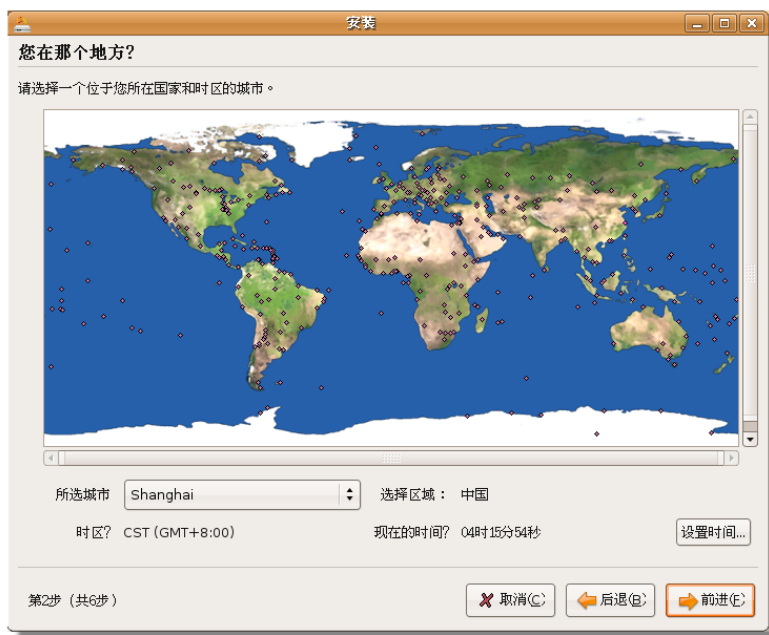 安装
您在那个地方?
请选择一个位于您所在国家和时区的城市。
所选城市 Shanghai 选择区域： 中国
时区? CST (GMT+8:00) 现在的时间? 04时15分54秒 设置时间...
第2步 (共6步) 取消(C) 后退(B) 前进(F)